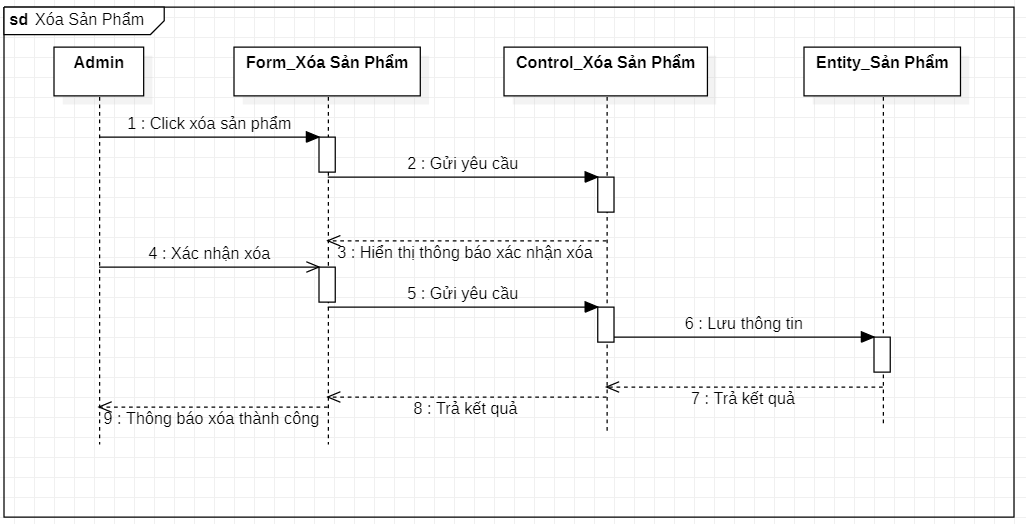 sd Xóa Sản Phẩm
Admin
Form_Xóa Sản Phẩm
Control_Xóa Sản Phẩm
Entity_Sản Phẩm
1 : Click xóa sản phẩm
2 : Gửi yêu cầu
3 : Hiển thị thông báo xác nhận xóa
4 : Xác nhận xóa
5 : Gửi yêu cầu
6 : Lưu thông tin
7 : Trả kết quả
8 : Trả kết quả
9 : Thông báo xóa thành công